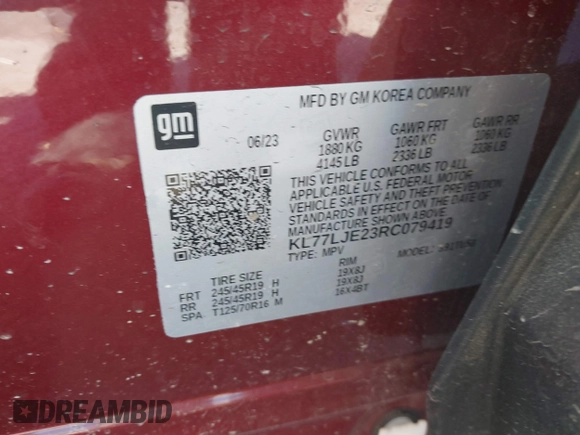 gm
MFD BY GM KOREA COMPANY
06/23 GVWR GAWR FRT GAWR RR
1880 KG 1060 KG 1060 KG
4145 LB 2336 LB 2336 LB
THIS VEHICLE CONFORMS TO ALL
APPLICABLE U.S. FEDERAL MOTOR
VEHICLE SAFETY AND THEFT PREVENTION
STANDARDS IN EFFECT ON THE DATE OF
MANUFACTURE SHOWN ABOVE.
KL77LJE23RC079419
TYPE: MPV MODEL:
TIRE SIZE RIM
FRT 245/45R19 H 19X8J
RR 245/45R19 H 19X8J
SPA T125/70R16 M 16X4BT
DREAMBID